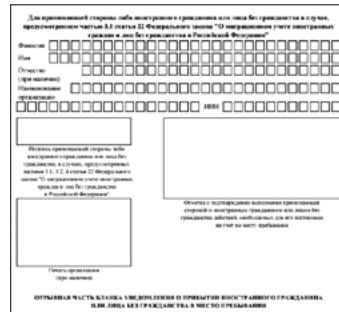 Для принимающей стороны либо иностранного гражданина или лица без гражданства в случае,
предусмотренном частью 3.1 статьи 22 Федерального закона "О миграционном учете иностранных
граждан и лиц без гражданства в Российской Федерации"
Фамилия
Имя
Отчество
(при наличии)
Наименование
организации
ИНН
Подпись принимающей стороны либо
иностранного гражданина или лица без
гражданства, в случае, предусмотренных
частями 3.1, 3.2, 4 статьи 22 Федерального
закона "О миграционном учете иностранных
граждан и лиц без гражданства
в Российской Федерации"
Отметка о подтверждении выполнения принимающей
стороной и иностранным гражданином или лицом без
гражданства действий, необходимых для его постановки
на учет по месту пребывания
Печать организации
(при наличии)
ОТРЫВНАЯ ЧАСТЬ БЛАНКА УВЕДОМЛЕНИЯ О ПРИБЫТИИ ИНОСТРАННОГО ГРАЖДАНИНА
ИЛИ ЛИЦА БЕЗ ГРАЖДАНСТВА В МЕСТО ПРЕБЫВАНИЯ